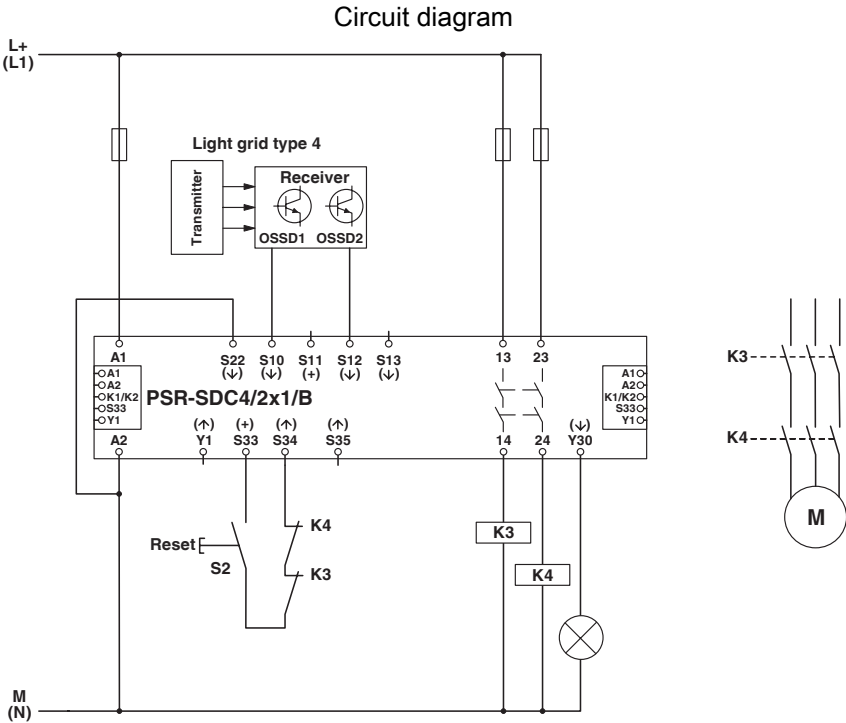 Circuit diagram
L+
(L1)
Light grid type 4
Transmitter
Receiver
OSSD1 OSSD2
A1 S22 S10 S11 S12 S13 13 23
(↓) (↓) (+) (↓) (↓)
A1
A2
K1/K2
S33
Y1
PSR-SDC4/2x1/B
A1
A2
K1/K2
S33
Y1
(↑) (+) (↑) (↑) (↓)
A2 Y1 S33 S34 S35 14 24 Y30
K3
K4
M
Reset
S2
K4
K3
K3
K4
M
(N)